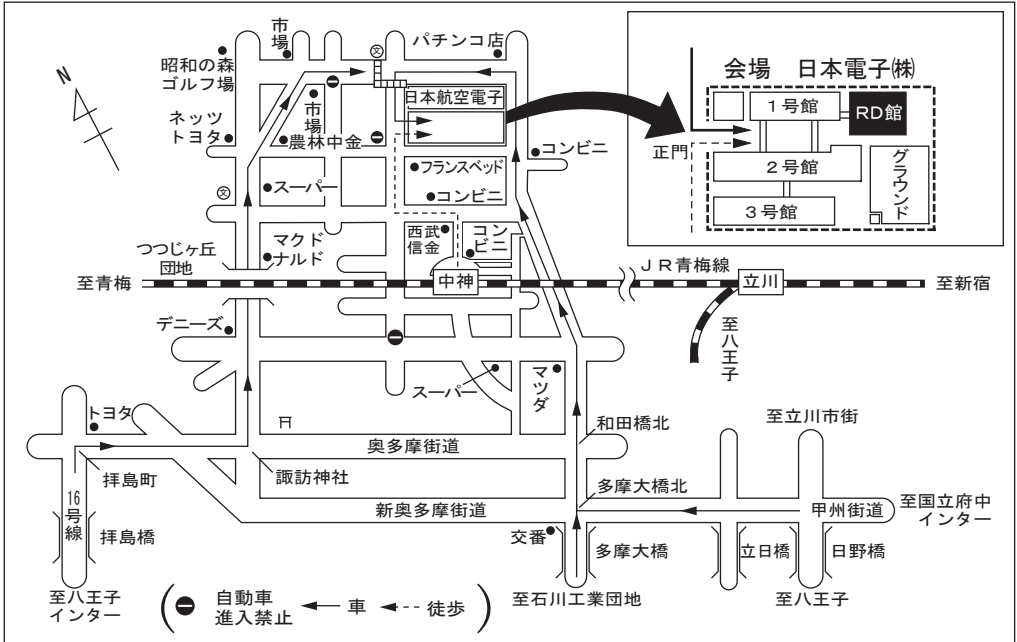 市
場
文
パチンコ店
昭和の森
ゴルフ場
N
ネッツ
トヨタ
市
場
農林中金
日本航空電子
コンビニ
フランスベッド
コンビニ
文
スーパー
西武
信金
コン
ビニ
つつじヶ丘
団地
マクド
ナルド
至青梅
中神
JR青梅線
立川
至新宿
至八王子
デニーズ
スーパー
マツダ
トヨタ
奥多摩街道
和田橋北
至立川市街
拝島町
諏訪神社
多摩大橋北
16号線
新奥多摩街道
甲州街道
至国立府中
インター
拝島橋
交番
多摩大橋
立日橋
日野橋
至八王子
インター
自動車
進入禁止
車
徒歩
至石川工業団地
至八王子
会場 日本電子㈱
1号館
RD館
正門
2号館
グラウンド
3号館